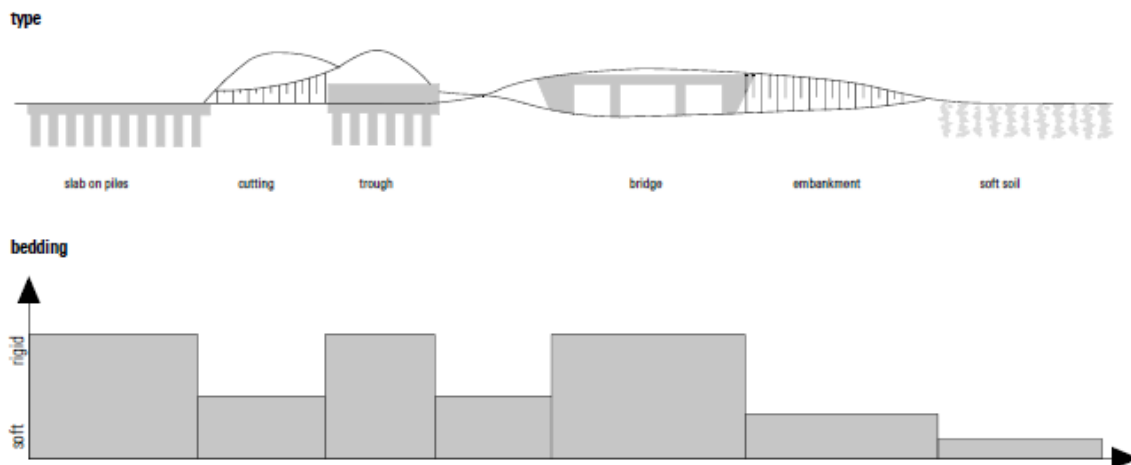 type
slab on piles cutting trough bridge embankment soft soil
bedding
rigid
soft